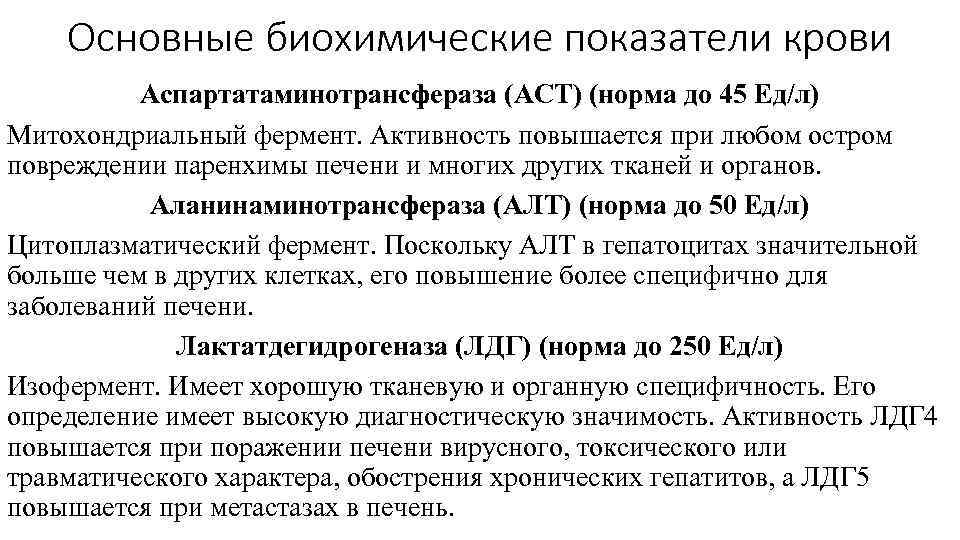 Основные биохимические показатели крови
Аспартатаминотрансфераза (АСТ) (норма до 45 Ед/л)
Митохондриальный фермент. Активность повышается при любом остром
повреждении паренхимы печени и многих других тканей и органов.
Аланинаминотрансфераза (АЛТ) (норма до 50 Ед/л)
Цитоплазматический фермент. Поскольку АЛТ в гепатоцитах значительной
больше чем в других клетках, его повышение более специфично для
заболеваний печени.
Лактатдегидрогеназа (ЛДГ) (норма до 250 Ед/л)
Изофермент. Имеет хорошую тканевую и органную специфичность. Его
определение имеет высокую диагностическую значимость. Активность ЛДГ4
повышается при поражении печени вирусного, токсического или
травматического характера, обострения хронических гепатитов, а ЛДГ5
повышается при метастазах в печень.